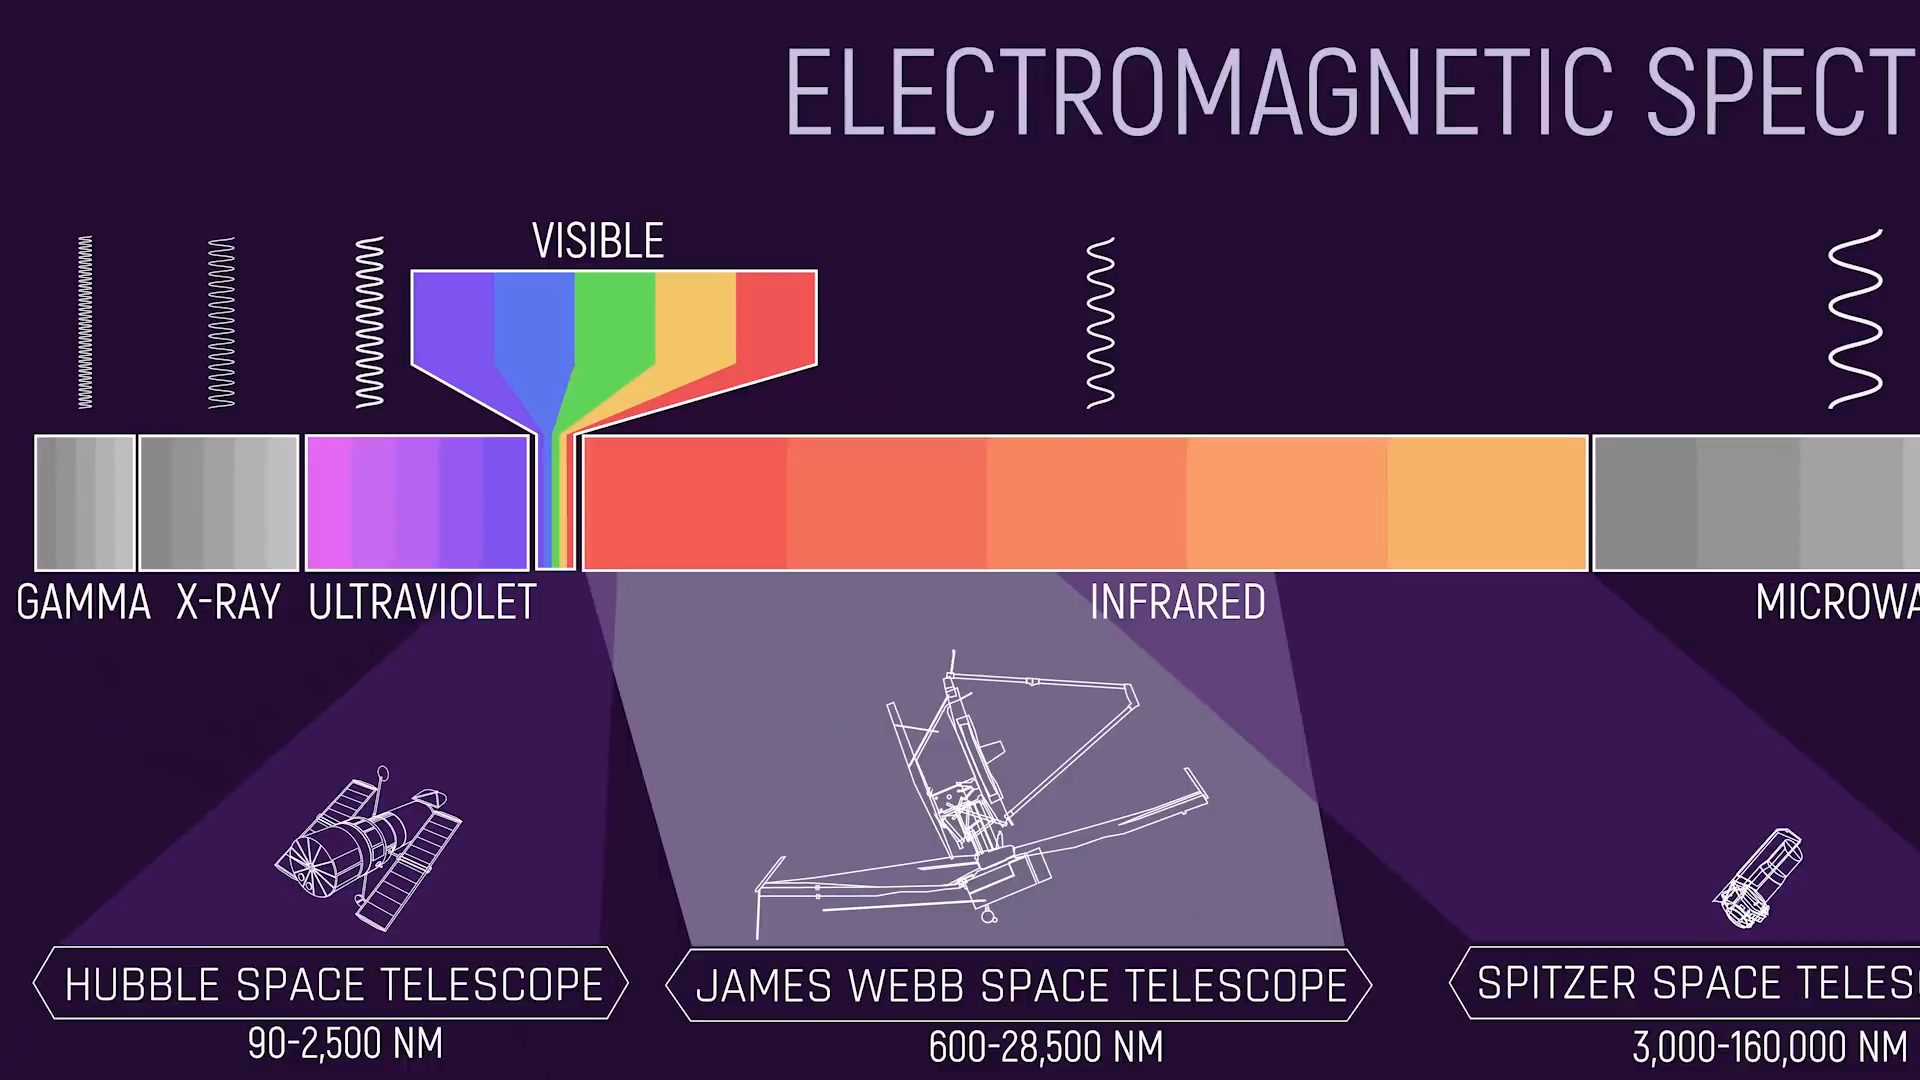 ELECTROMAGNETIC SPECT
VISIBLE
GAMMA X-RAY ULTRAVIOLET INFRARED MICROWA
HUBBLE SPACE TELESCOPE
90-2,500 NM
JAMES WEBB SPACE TELESCOPE
600-28,500 NM
SPITZER SPACE TELES
3,000-160,000 NM